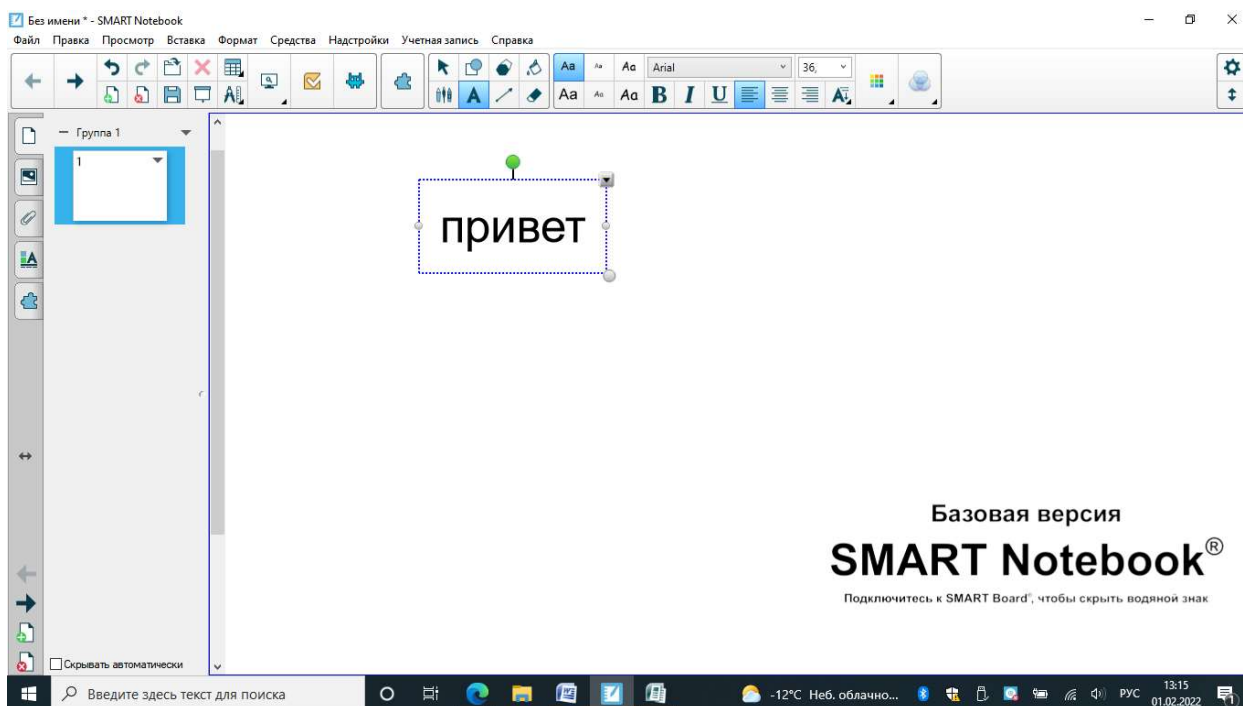 Без имени * - SMART Notebook
Файл Правка Просмотр Вставка Формат Средства Надстройки Учетная запись Справка
Aa Aa Aa Arial 36,
A Aa Aa Aa B I U
Группа 1
1
привет
Базовая версия
SMART Notebook®
Подключитесь к SMART Board®, чтобы скрыть водяной знак
Скрывать автоматически
Введите здесь текст для поиска
-12°C Неб. облачно...
РУС
13:15
01.02.2022